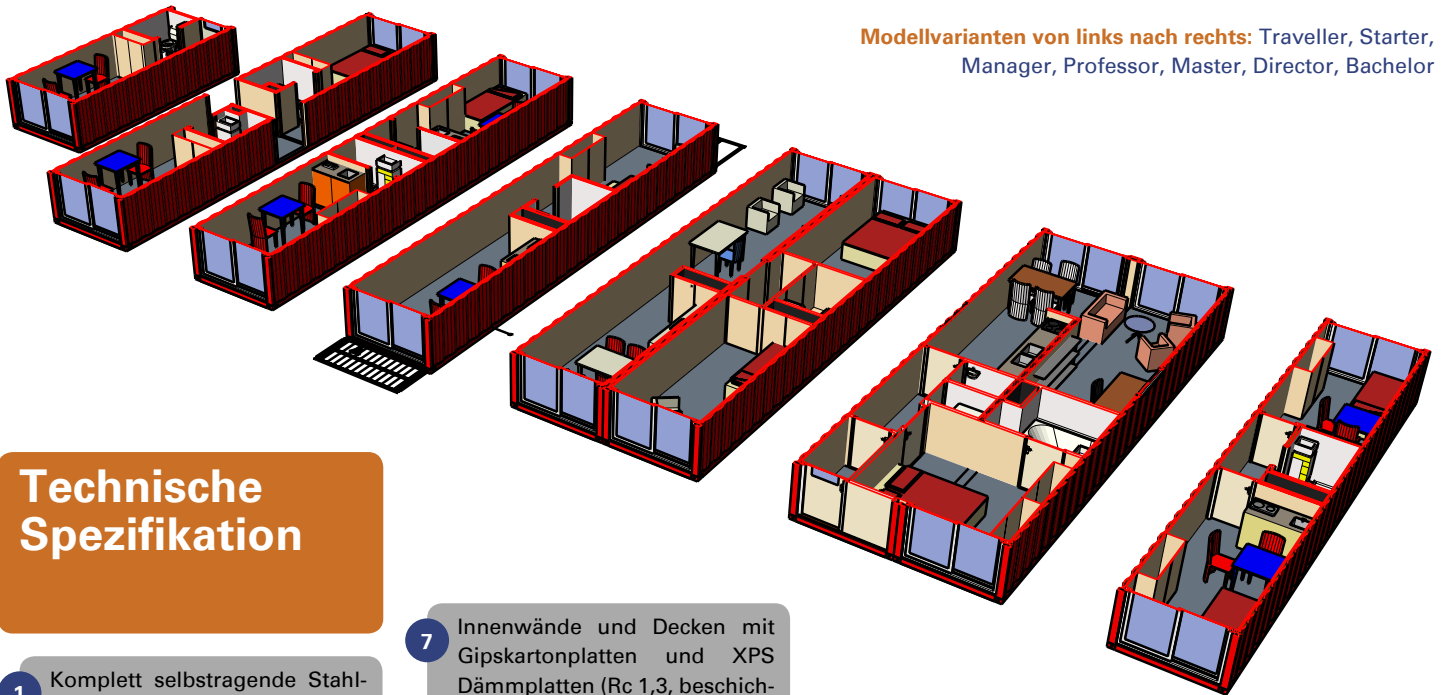 Modellvarianten von links nach rechts: Traveller, Starter,
Manager, Professor, Master, Director, Bachelor
Technische
Spezifikation
1
Komplett selbstragende Stahl-
7
Innenwände und Decken mit
Gipskartonplatten und XPS
Dämmplatten (Rc 1,3, beschich-